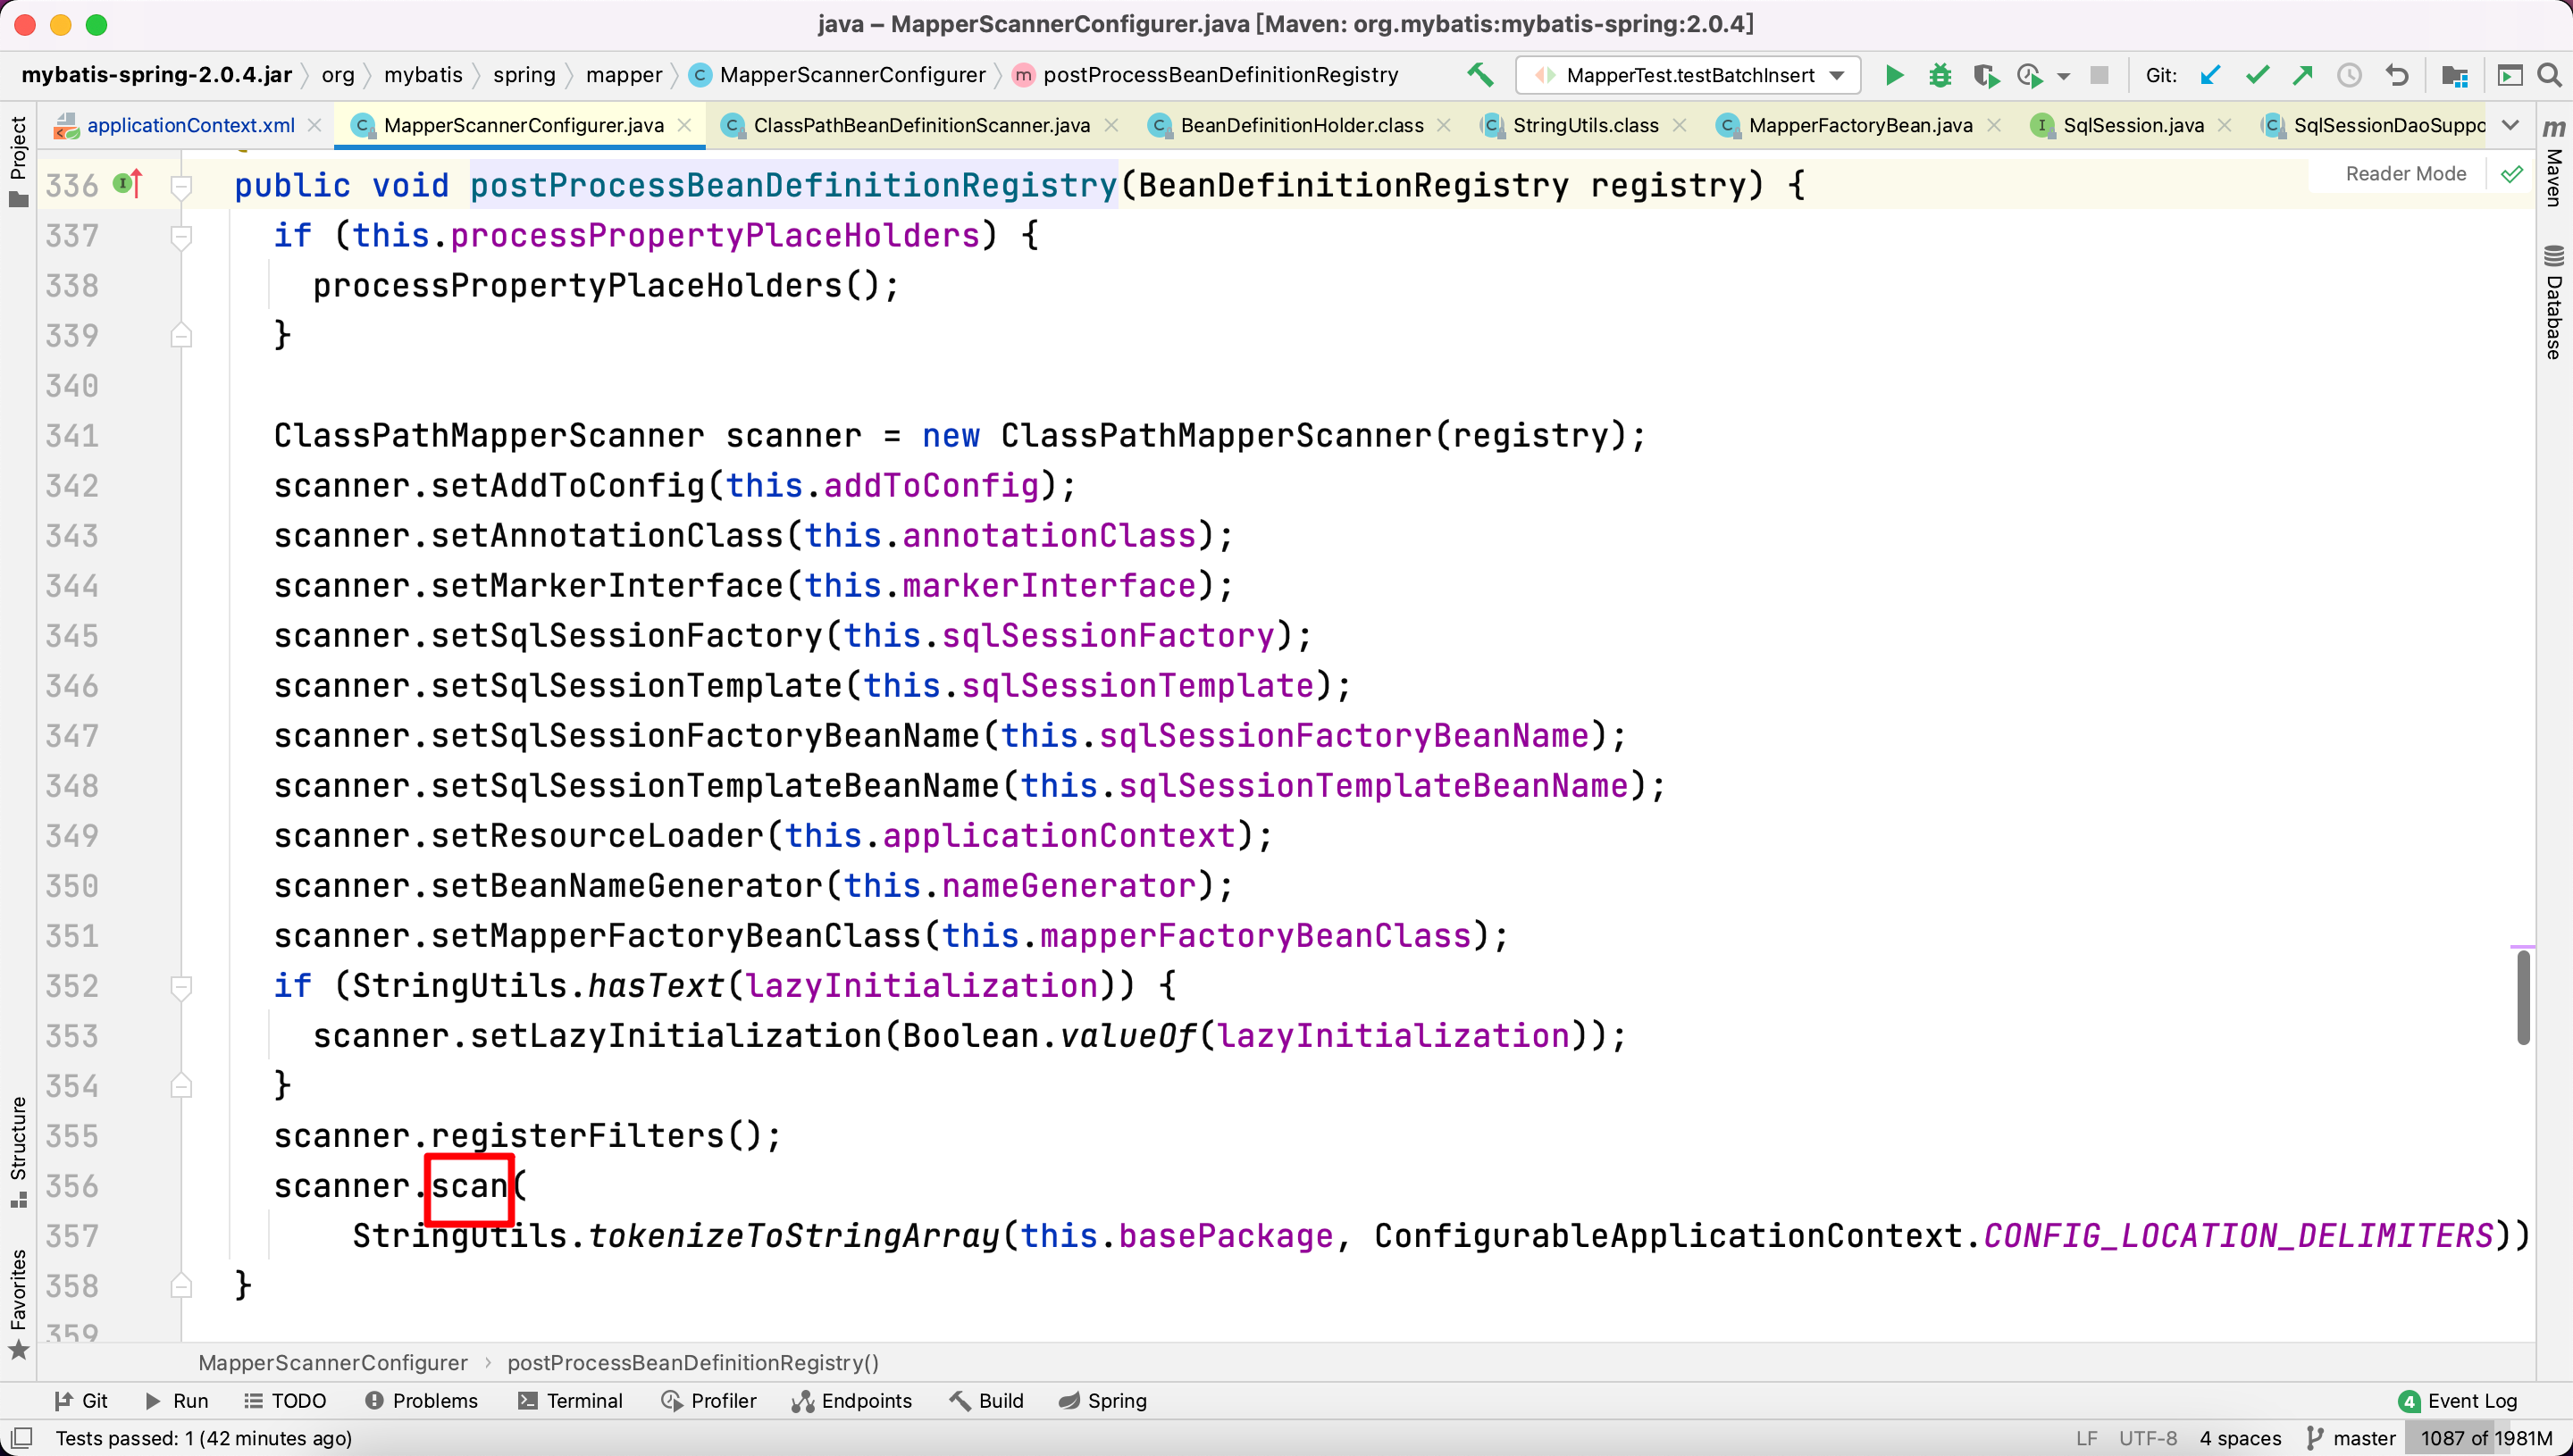 java – MapperScannerConfigurer.java [Maven: org.mybatis:mybatis-spring:2.0.4]
mybatis-spring-2.0.4.jar org mybatis spring mapper MapperScannerConfigurer postProcessBeanDefinitionRegistry MapperTest.testBatchInsert Git:
applicationContext.xml MapperScannerConfigurer.java ClassPathBeanDefinitionScanner.java BeanDefinitionHolder.class StringUtils.class MapperFactoryBean.java SqlSession.java SqlSessionDaoSuppo
Project
Structure
Favorites
Maven
Database
Reader Mode
336 public void postProcessBeanDefinitionRegistry(BeanDefinitionRegistry registry) {
337 if (this.processPropertyPlaceHolders) {
338 processPropertyPlaceHolders();
339 }
340
341 ClassPathMapperScanner scanner = new ClassPathMapperScanner(registry);
342 scanner.setAddToConfig(this.addToConfig);
343 scanner.setAnnotationClass(this.annotationClass);
344 scanner.setMarkerInterface(this.markerInterface);
345 scanner.setSqlSessionFactory(this.sqlSessionFactory);
346 scanner.setSqlSessionTemplate(this.sqlSessionTemplate);
347 scanner.setSqlSessionFactoryBeanName(this.sqlSessionFactoryBeanName);
348 scanner.setSqlSessionTemplateBeanName(this.sqlSessionTemplateBeanName);
349 scanner.setResourceLoader(this.applicationContext);
350 scanner.setBeanNameGenerator(this.nameGenerator);
351 scanner.setMapperFactoryBeanClass(this.mapperFactoryBeanClass);
352 if (StringUtils.hasText(lazyInitialization)) {
353 scanner.setLazyInitialization(Boolean.valueOf(lazyInitialization));
354 }
355 scanner.registerFilters();
356 scanner.scan(
357 StringUtils.tokenizeToStringArray(this.basePackage, ConfigurableApplicationContext.CONFIG_LOCATION_DELIMITERS))
358 }
359
MapperScannerConfigurer › postProcessBeanDefinitionRegistry()
Git Run TODO Problems Terminal Profiler Endpoints Build Spring 4 Event Log
Tests passed: 1 (42 minutes ago) LF UTF-8 4 spaces master 1087 of 1981M